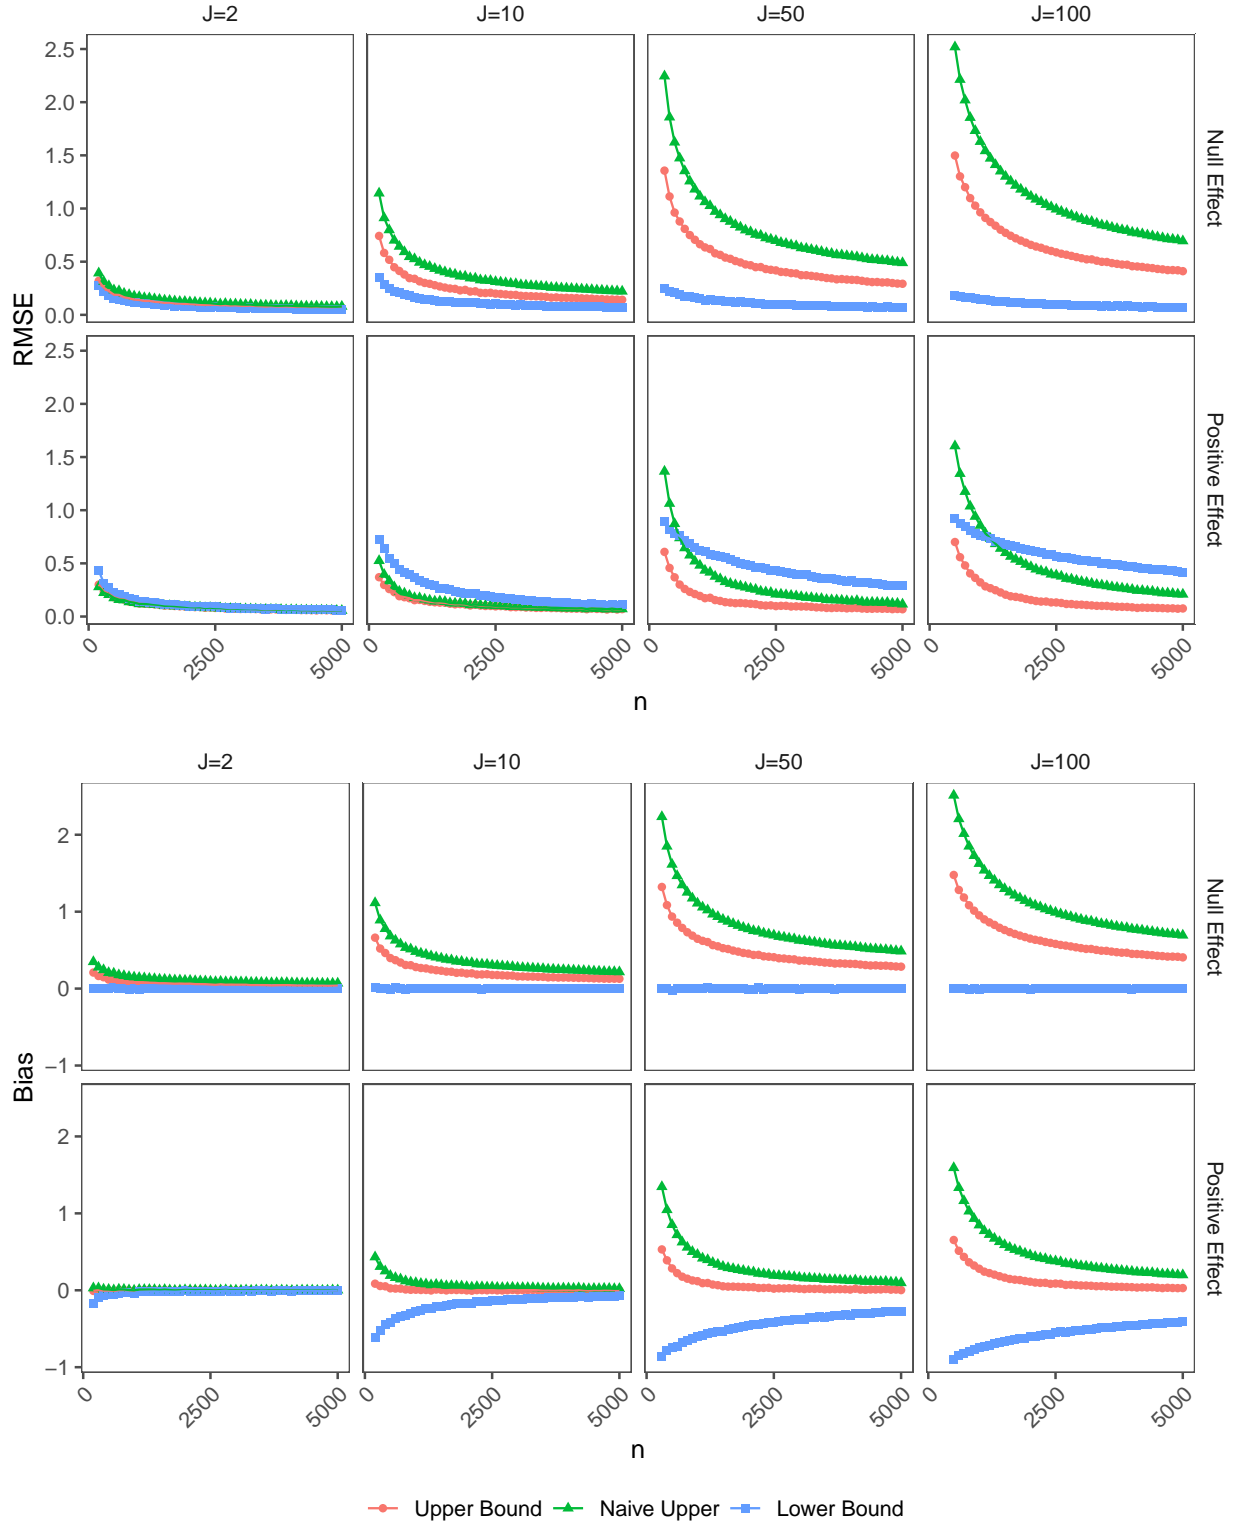 J=2 J=10 J=50 J=100
2.5
2.0
1.5
1.0
0.5
0.0
Null Effect
RMSE
2.5
2.0
1.5
1.0
0.5
0.0
Positive Effect
0 2500 5000 0 2500 5000 0 2500 5000 0 2500 5000
n
J=2 J=10 J=50 J=100
2
1
0
−1
Null Effect
Bias
2
1
0
−1
Positive Effect
0 2500 5000 0 2500 5000 0 2500 5000 0 2500 5000
n
Upper Bound Naive Upper Lower Bound